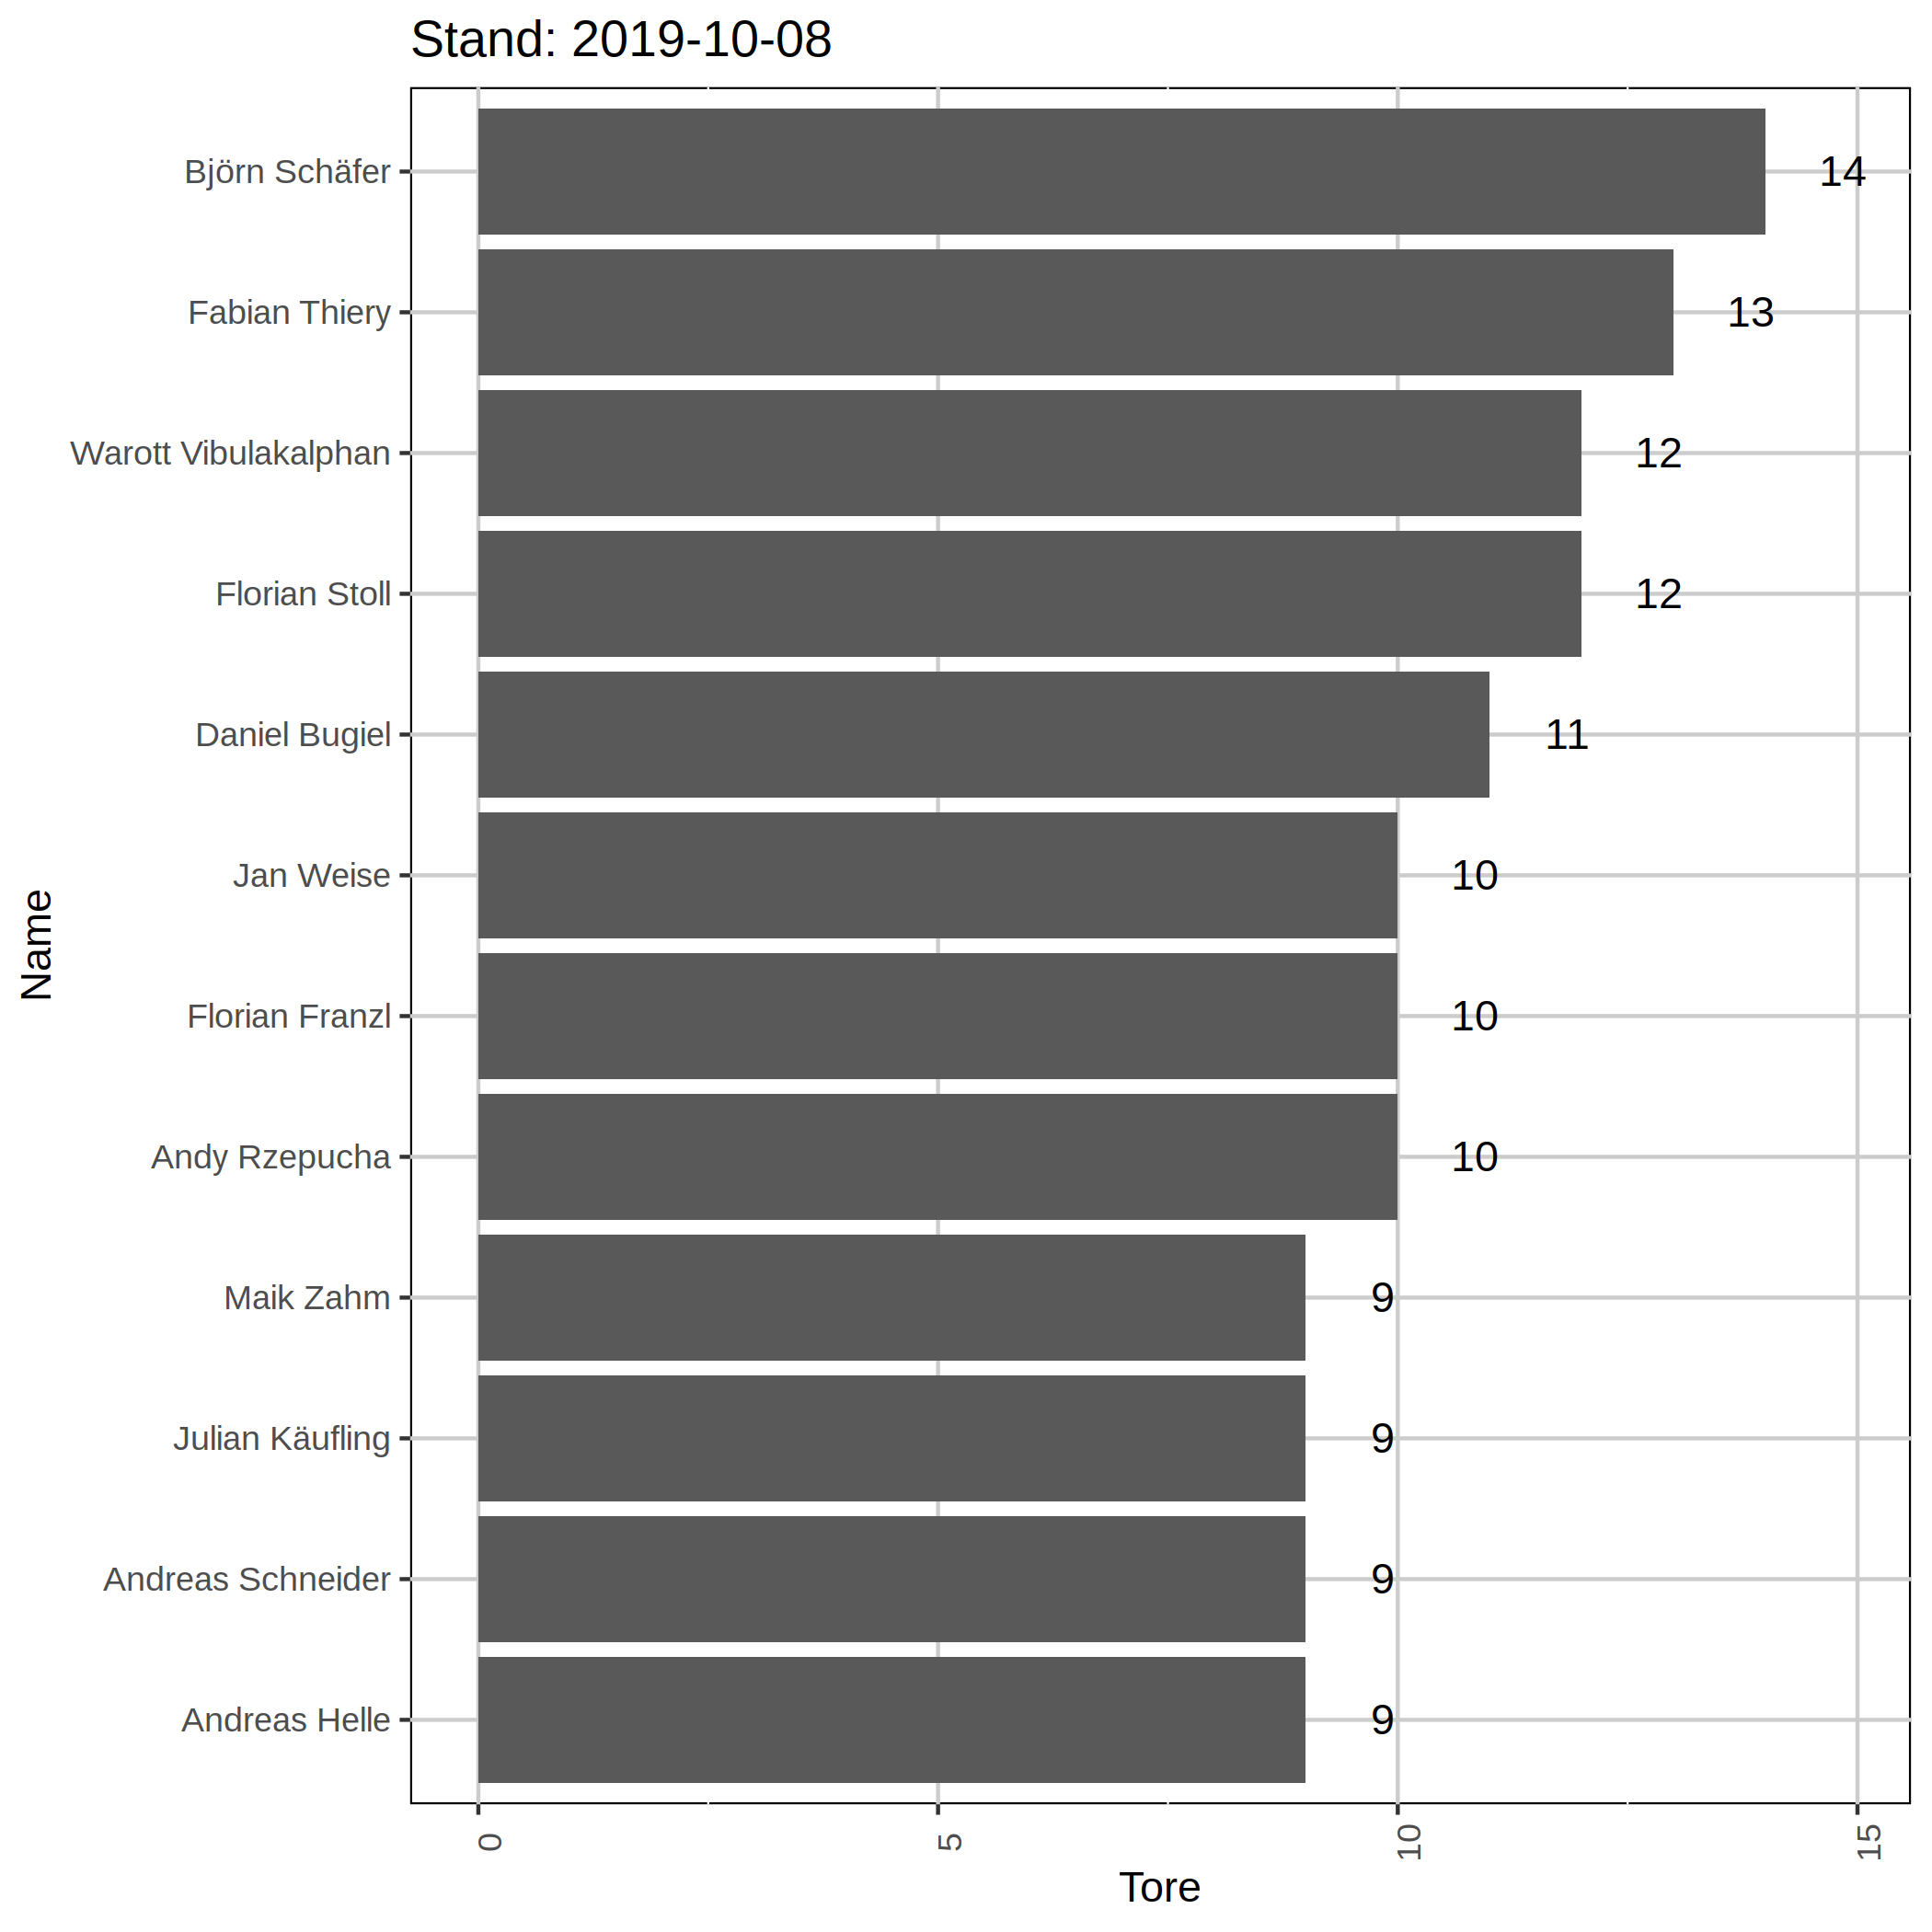 Stand: 2019-10-08
Björn Schäfer 14
Fabian Thiery 13
Warott Vibulakalphan 12
Florian Stoll 12
Daniel Bugiel 11
Jan Weise 10
Florian Franzl 10
Andy Rzepucha 10
Maik Zahm 9
Julian Käufling 9
Andreas Schneider 9
Andreas Helle 9
Name
0 5 10 15
Tore